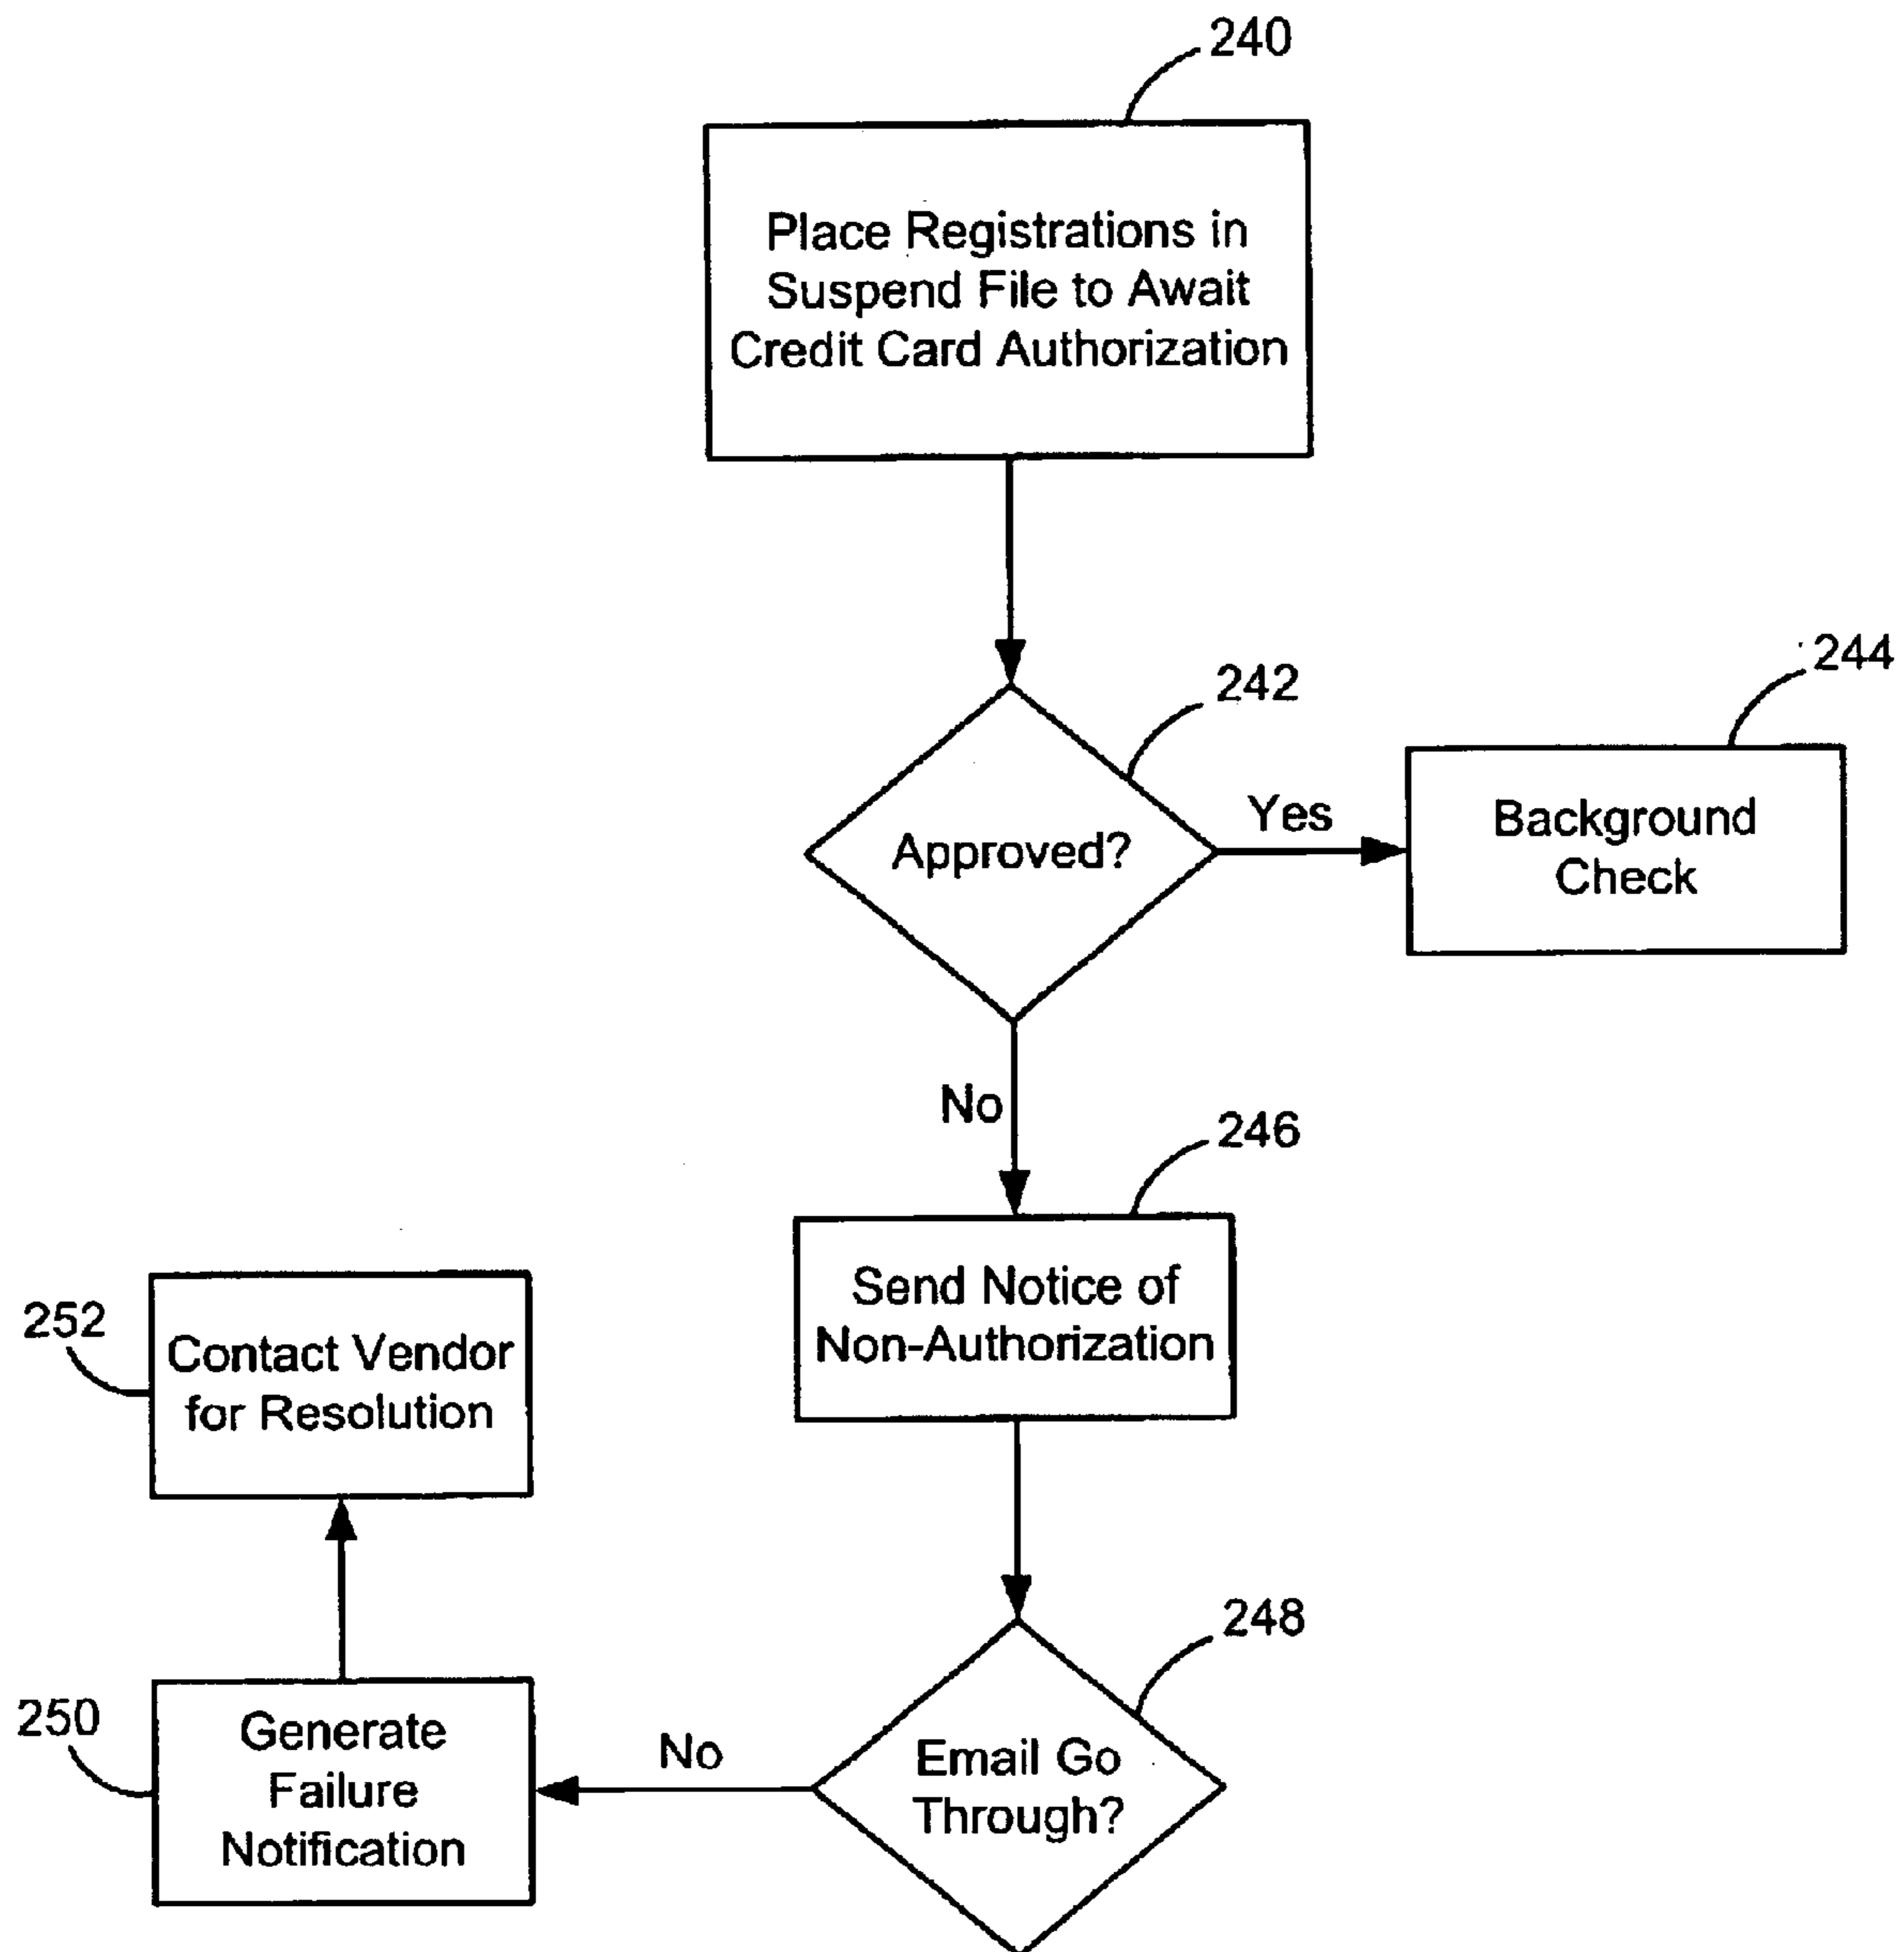 240
Place Registrations in
Suspend File to Await
Credit Card Authorization
242
Approved?
Yes
244
Background
Check
No
246
Send Notice of
Non-Authorization
248
Email Go
Through?
No
250
Generate
Failure
Notification
252
Contact Vendor
for Resolution